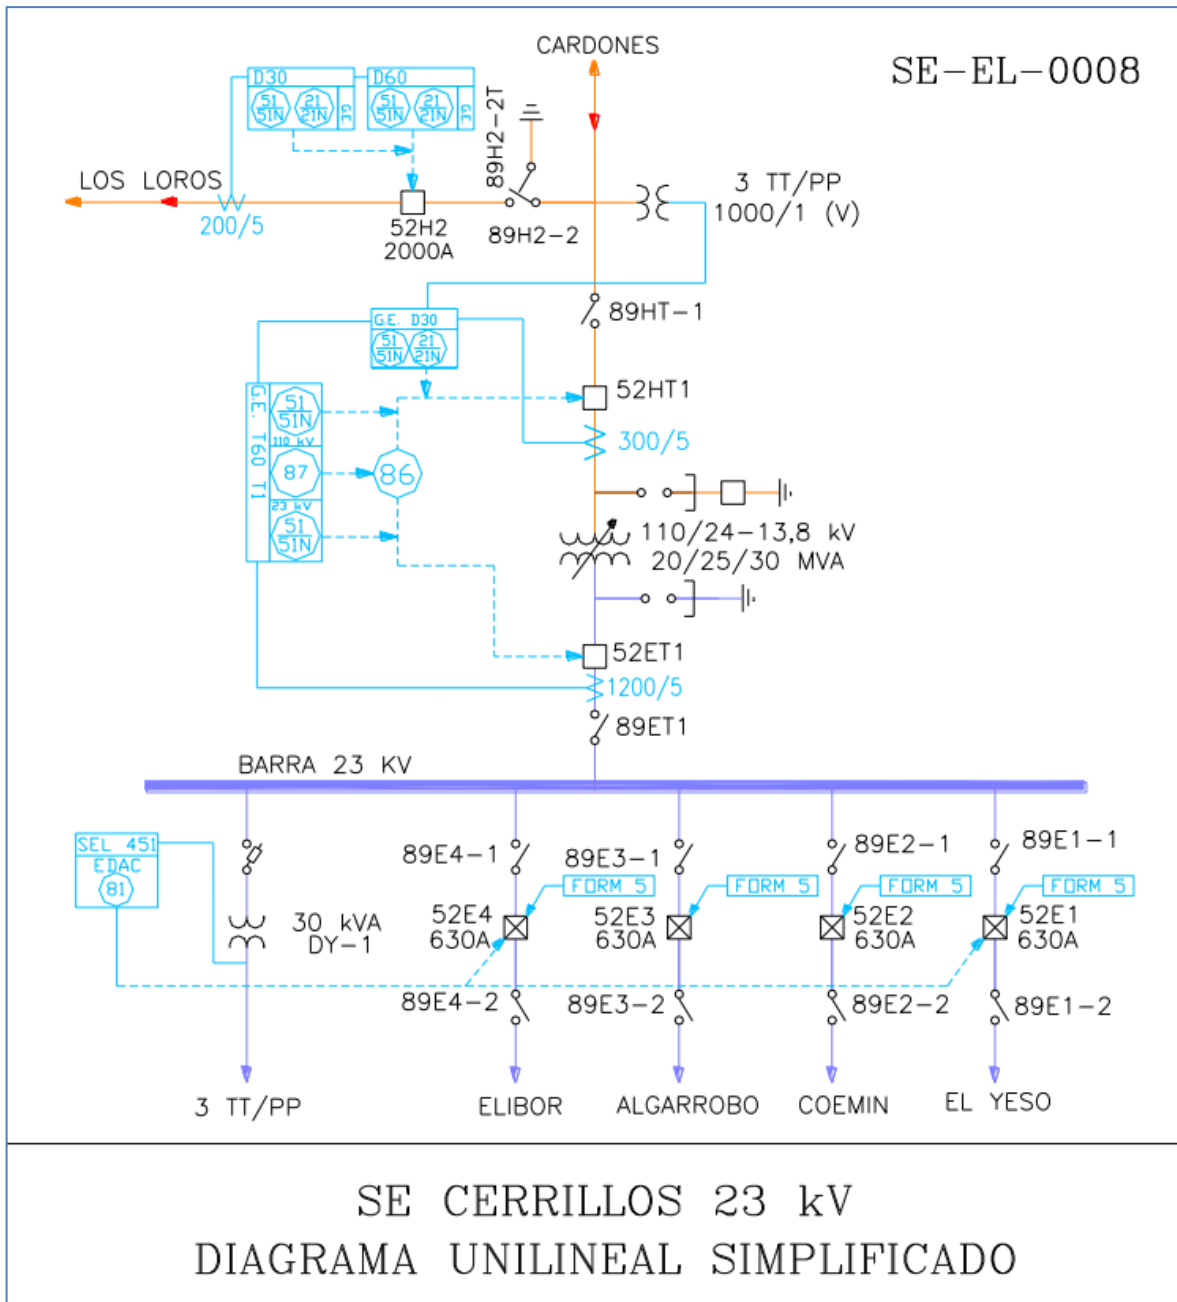 CARDONES
SE-EL-0008
D30
D60
51
51N
21
21N
GE
51
51N
21
21N
GE
89H2-2T
LOS LOROS
200/5
52H2
2000A
89H2-2
3 TT/PP
1000/1 (V)
89HT-1
G.E. D30
51
51N
21
21N
52HT1
300/5
G.E. T60 T1
51
51N
110 kV
87
86
23 kV
51
51N
110/24-13,8 kV
20/25/30 MVA
52ET1
1200/5
89ET1
BARRA 23 KV
SEL 451
EDAC
81
30 kVA
DY-1
89E4-1
89E3-1
89E2-1
89E1-1
FORM 5
FORM 5
FORM 5
FORM 5
52E4
630A
52E3
630A
52E2
630A
52E1
630A
89E4-2
89E3-2
89E2-2
89E1-2
3 TT/PP
ELIBOR
ALGARROBO
COEMIN
EL YESO
SE CERRILLOS 23 kV
DIAGRAMA UNILINEAL SIMPLIFICADO